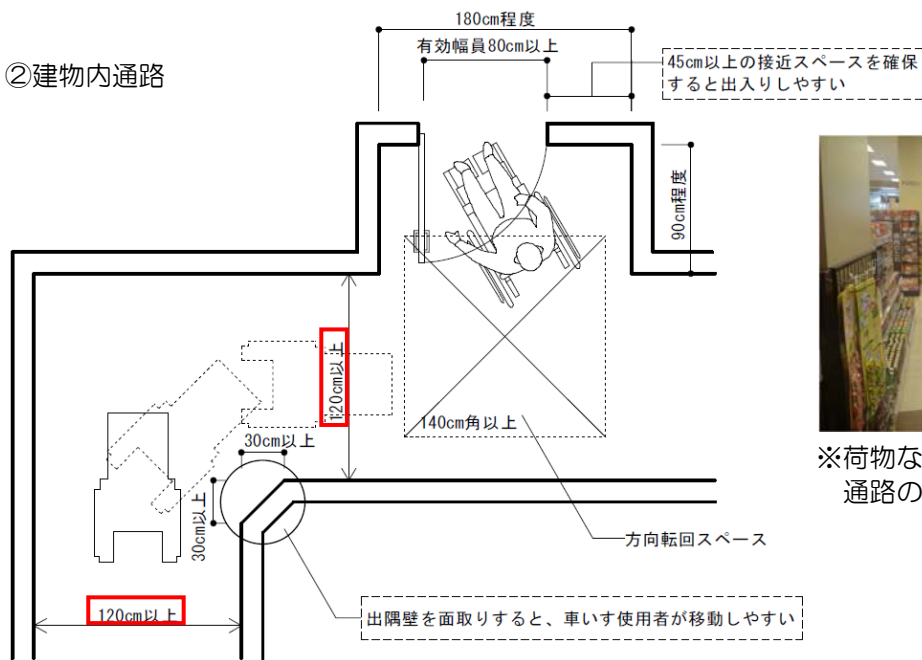 ②建物内通路
180cm程度
有効幅員80cm以上
45cm以上の接近スペースを確保
すると出入りしやすい
90cm程度
120cm以上
140cm角以上
30cm以上
30cm以上
方向転回スペース
120cm以上
出隅壁を面取りすると、車いす使用者が移動しやすい
※荷物な
通路の